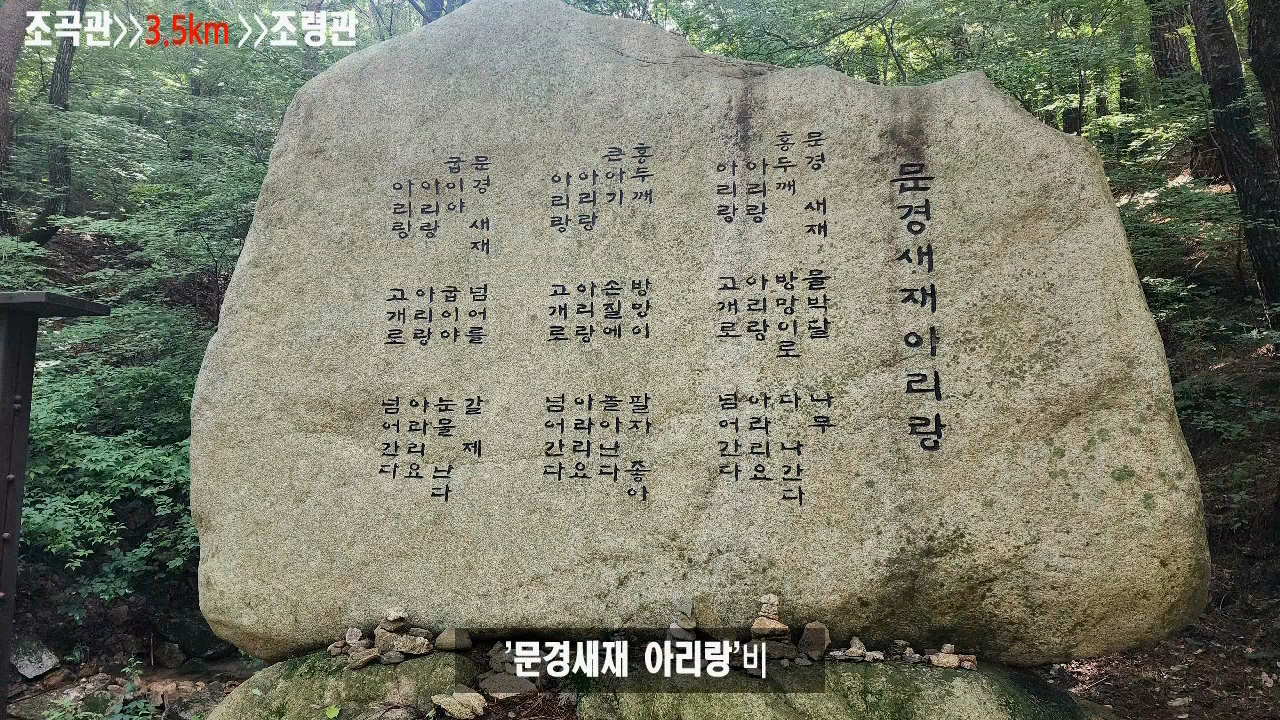 조곡관>>3.5km >>조령관
문경새재아리랑
문경 새재 물박달 나무
홍두깨 방망이로 다 나간다
아리랑 아리랑 아라리요
아리랑 고개로 넘어간다
홍두깨 방망이 팔자 좋아
큰아기 손질에 놀아난다
아리랑 아리랑 아라리요
아리랑 고개로 넘어간다
문경 새재 넘어를 갈 제
굽이야 굽이야 눈물 난다
아리랑 아리랑 아라리요
아리랑 고개로 넘어간다
'문경새재 아리랑'비